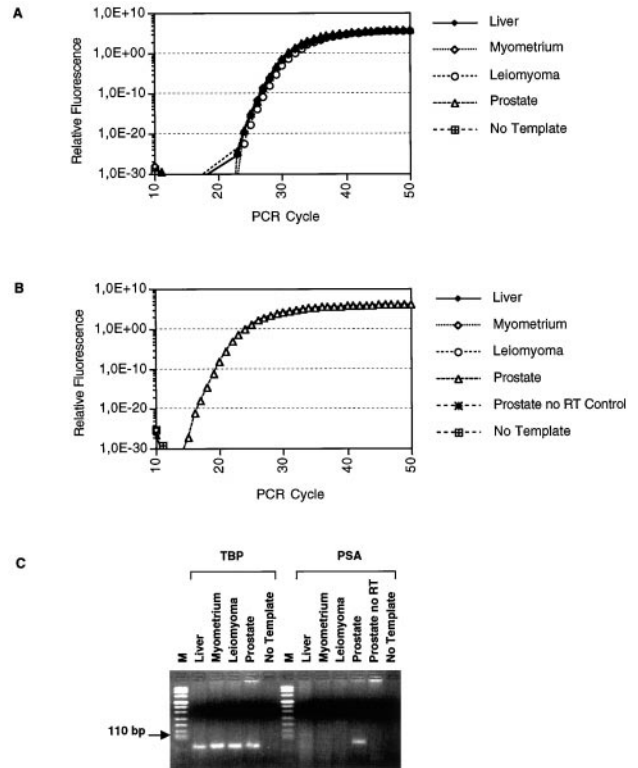 A
Relative Fluorescence
1,0E+10
1,0E+00
1,0E-10
1,0E-20
1,0E-30
10
20
30
40
50
PCR Cycle
Liver
Myometrium
Leiomyoma
Prostate
No Template
B
Relative Fluorescence
1,0E+10
1,0E+00
1,0E-10
1,0E-20
1,0E-30
10
20
30
40
50
PCR Cycle
Liver
Myometrium
Leiomyoma
Prostate
Prostate no RT Control
No Template
C
TBP
PSA
M
Liver
Myometrium
Leiomyoma
Prostate
No Template
M
Liver
Myometrium
Leiomyoma
Prostate
Prostate no RT
No Template
110 bp